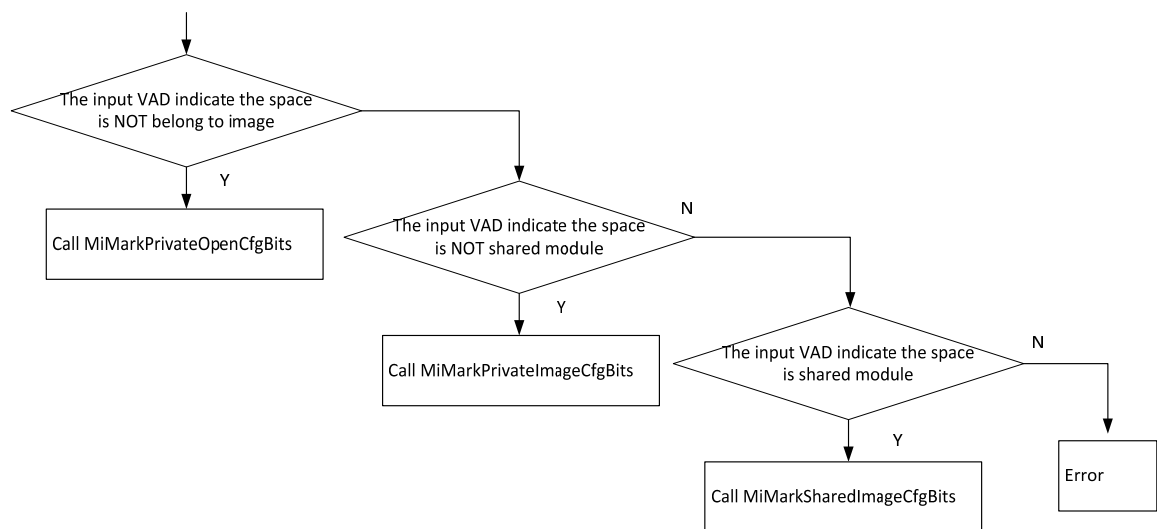 The input VAD indicate the space
is NOT belong to image
Y
Call MiMarkPrivateOpenCfgBits
The input VAD indicate the space
is NOT shared module
N
Y
Call MiMarkPrivateImageCfgBits
The input VAD indicate the space
is shared module
N
Y
Call MiMarkSharedImageCfgBits
Error